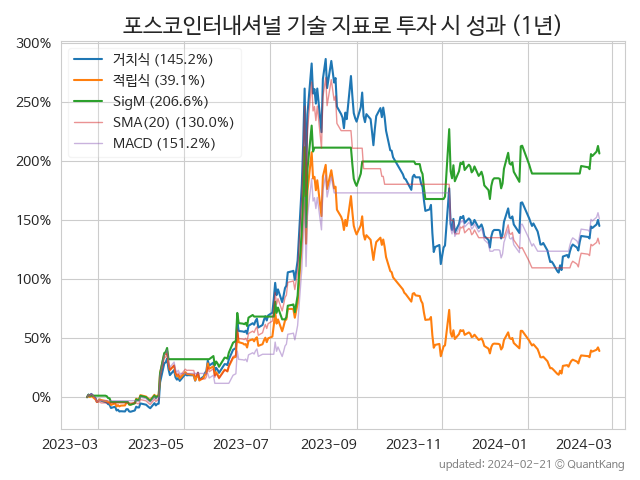 포스코인터내셔널 기술 지표로 투자 시 성과 (1년)
300%
250%
200%
150%
100%
50%
0%
거치식 (145.2%)
적립식 (39.1%)
SigM (206.6%)
SMA(20) (130.0%)
MACD (151.2%)
2023-03
2023-05
2023-07
2023-09
2023-11
2024-01
2024-03
updated: 2024-02-21 © QuantKang